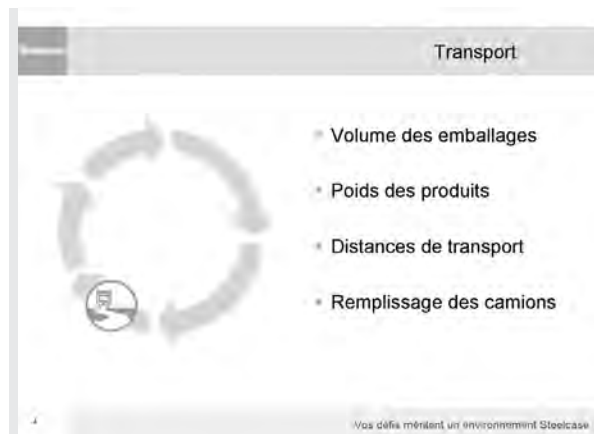 Transport
Volume des emballages
Poids des produits
Distances de transport
Remplissage des camions
Vos défis méritent un environnement Steelcase